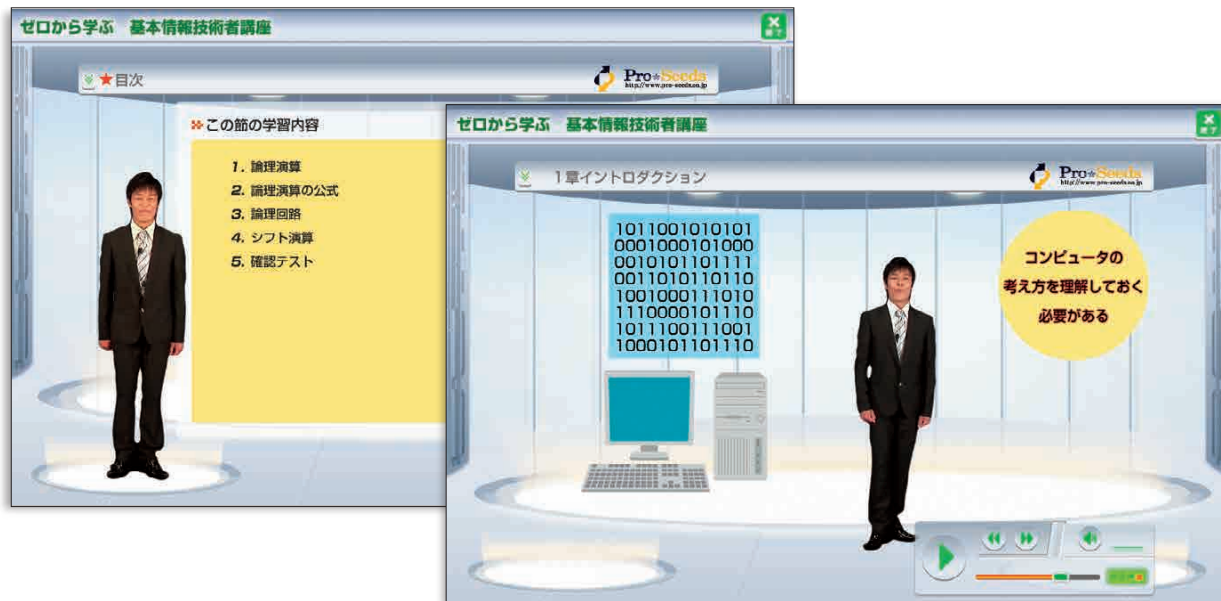 ゼロから学ぶ 基本情報技術者講座
終了
★目次
Pro★Seeds
この節の学習内容
1. 論理演算
2. 論理演算の公式
3. 論理回路
4. シフト演算
5. 確認テスト
ゼロから学ぶ 基本情報技術者講座
終了
1章イントロダクション
Pro★Seeds
1011001010101
0001000101000
0010101101111
0011010110110
1001000111010
1110000101110
1011100111001
1000101101110
コンピュータの
考え方を理解しておく
必要がある